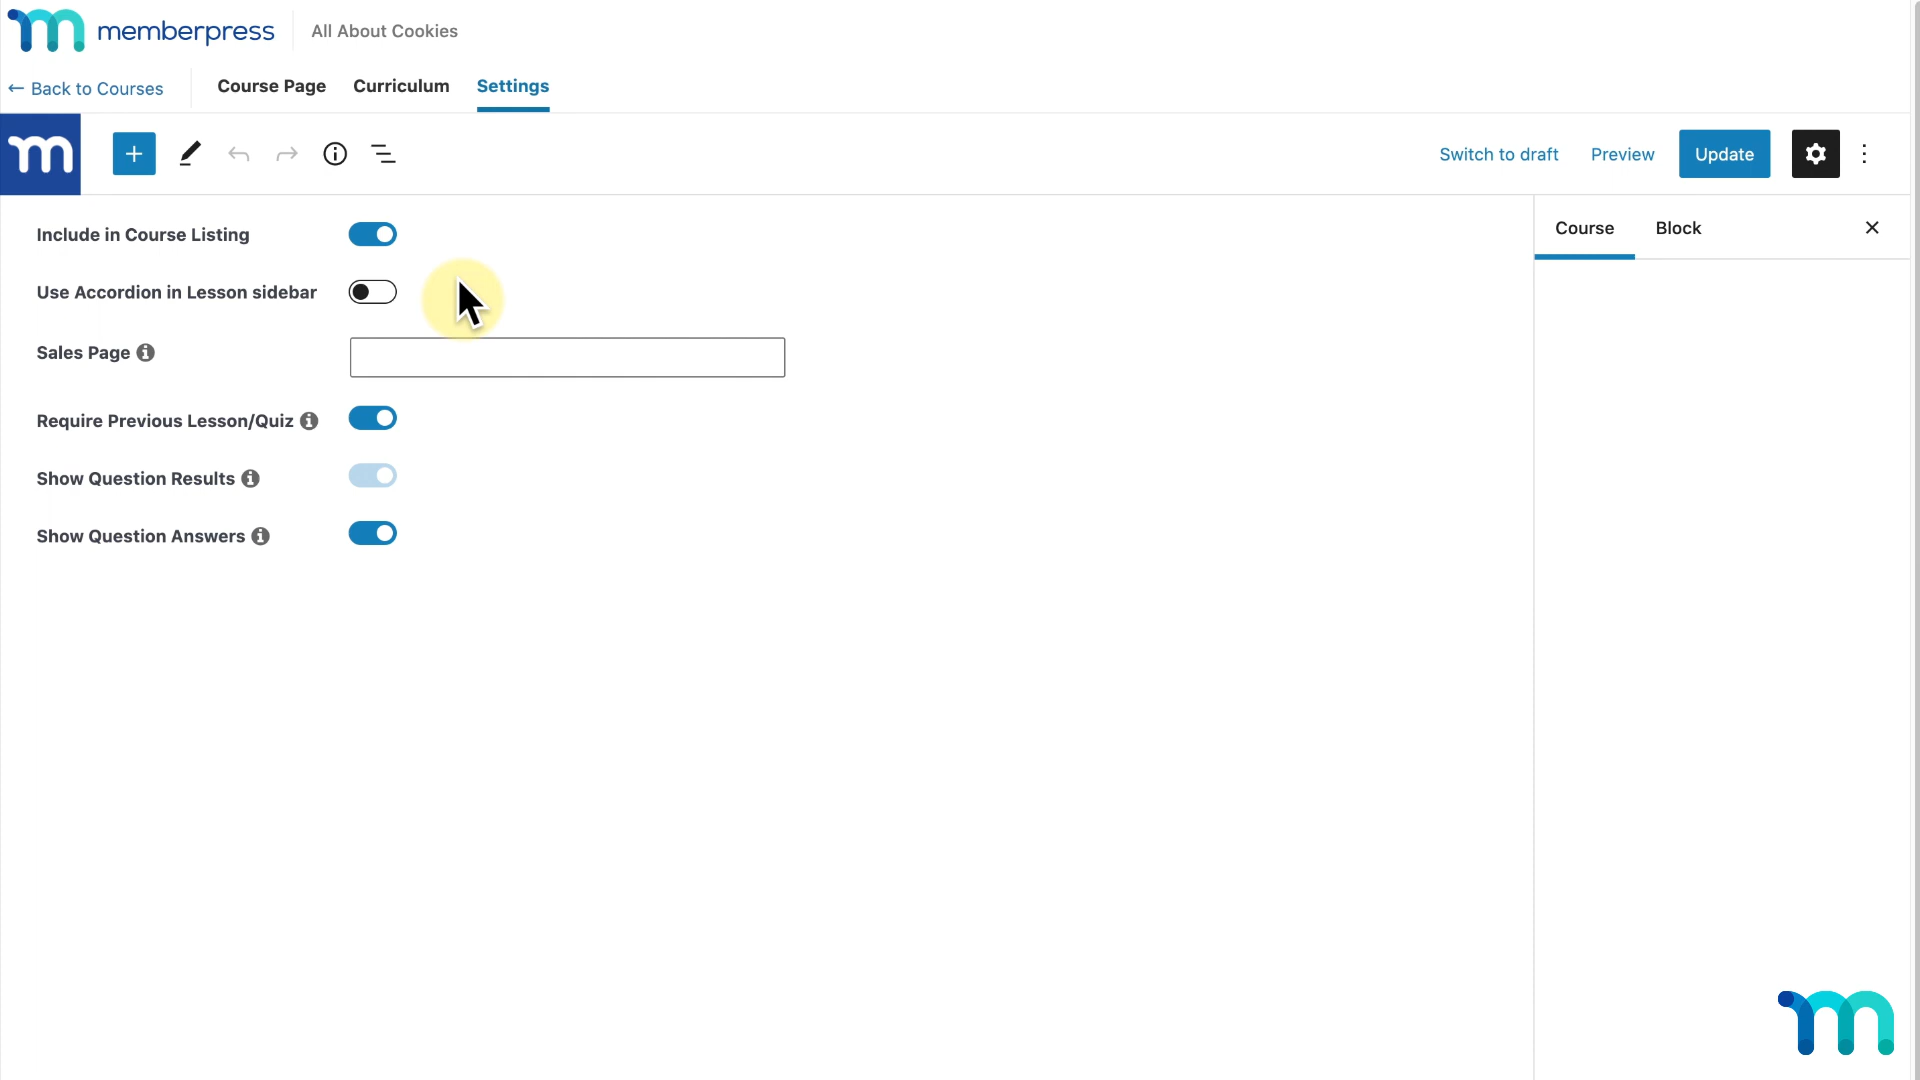 memberpress
All About Cookies
← Back to Courses
Course Page
Curriculum
Settings
Switch to draft
Preview
Update
Include in Course Listing
Use Accordion in Lesson sidebar
Sales Page
Require Previous Lesson/Quiz
Show Question Results
Show Question Answers
Course
Block